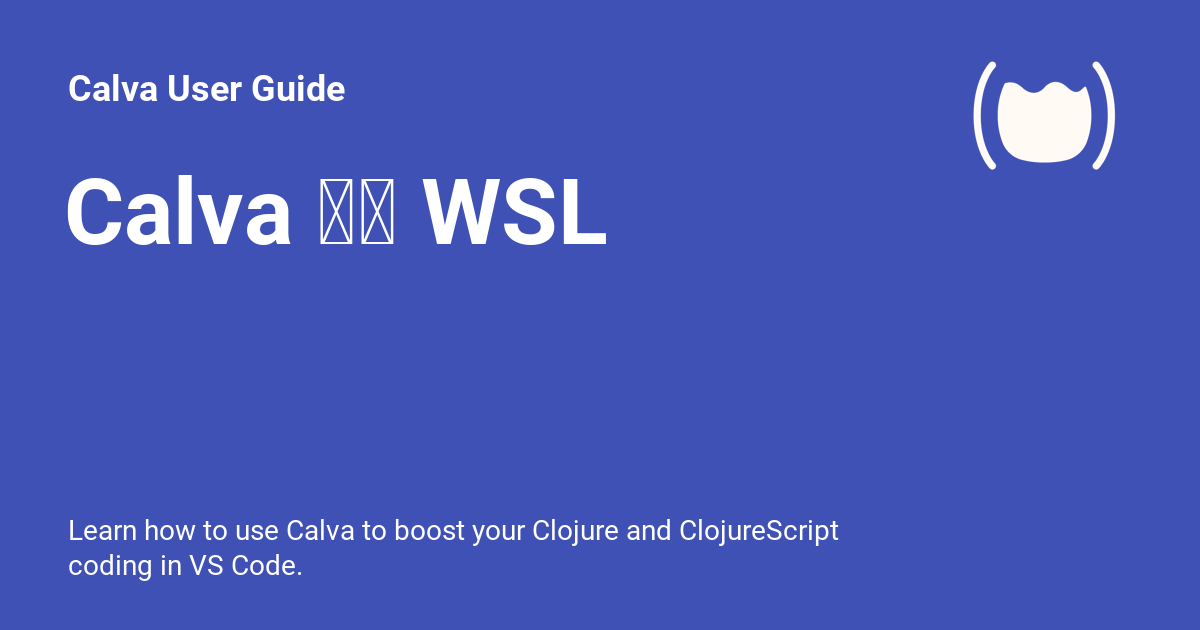 Calva User Guide
Calva WSL
Learn how to use Calva to boost your Clojure and ClojureScript
coding in VS Code.